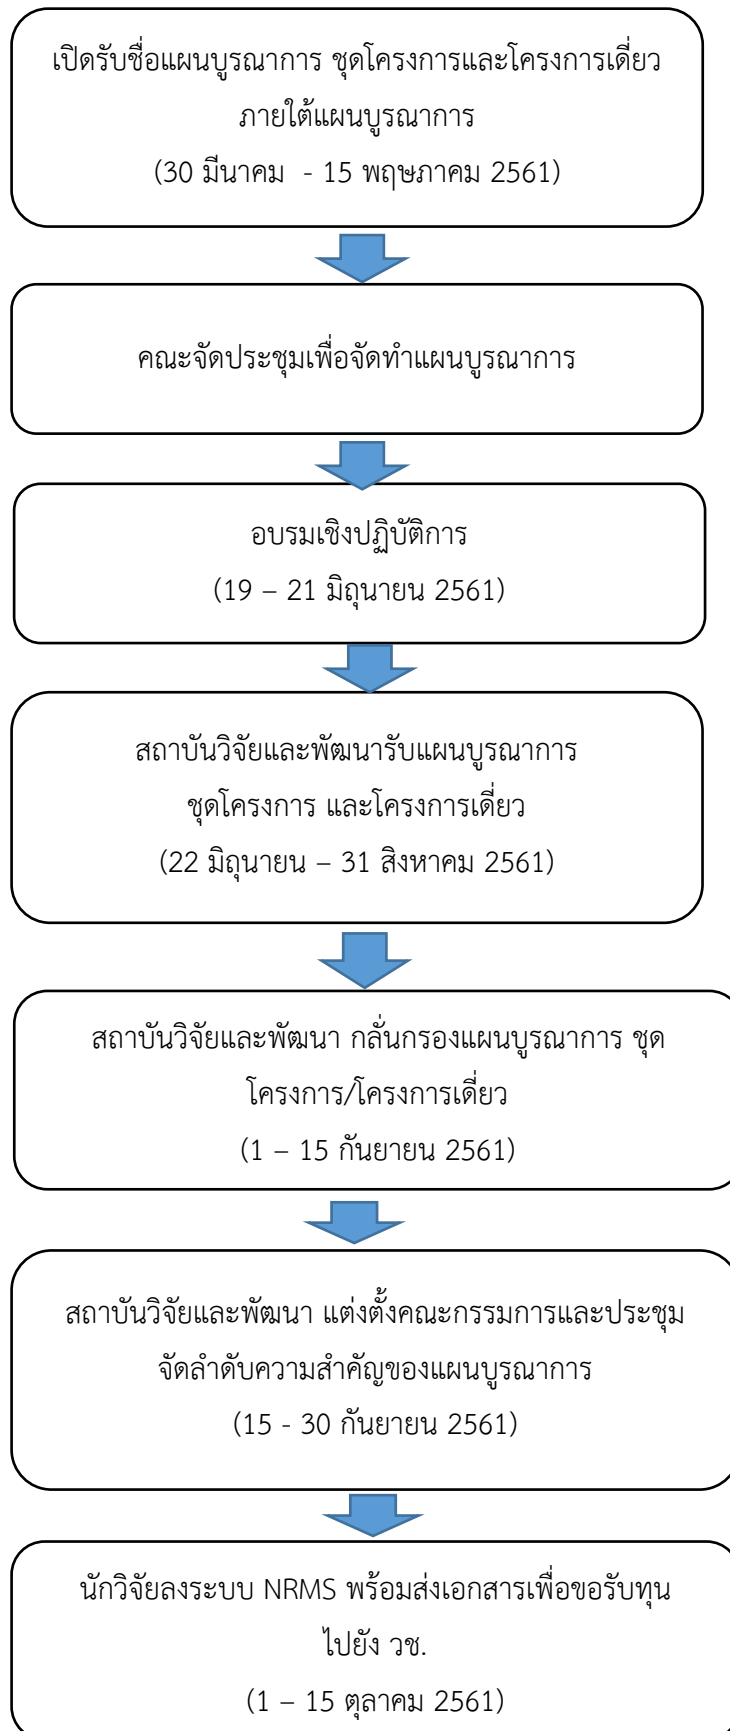 เปิดรับชื่อแผนบูรณาการ ชุดโครงการและโครงการเดี่ยว
ภายใต้แผนบูรณาการ
(30 มีนาคม - 15 พฤษภาคม 2561)
คณะจัดประชุมเพื่อจัดทำแผนบูรณาการ
อบรมเชิงปฏิบัติการ
(19 – 21 มิถุนายน 2561)
สถาบันวิจัยและพัฒนารับแผนบูรณาการ
ชุดโครงการ และโครงการเดี่ยว
(22 มิถุนายน – 31 สิงหาคม 2561)
สถาบันวิจัยและพัฒนา กลั่นกรองแผนบูรณาการ ชุด
โครงการ/โครงการเดี่ยว
(1 – 15 กันยายน 2561)
สถาบันวิจัยและพัฒนา แต่งตั้งคณะกรรมการและประชุม
จัดลำดับความสำคัญของแผนบูรณาการ
(15 - 30 กันยายน 2561)
นักวิจัยลงระบบ NRMS พร้อมส่งเอกสารเพื่อขอรับทุน
ไปยัง วช.
(1 – 15 ตุลาคม 2561)